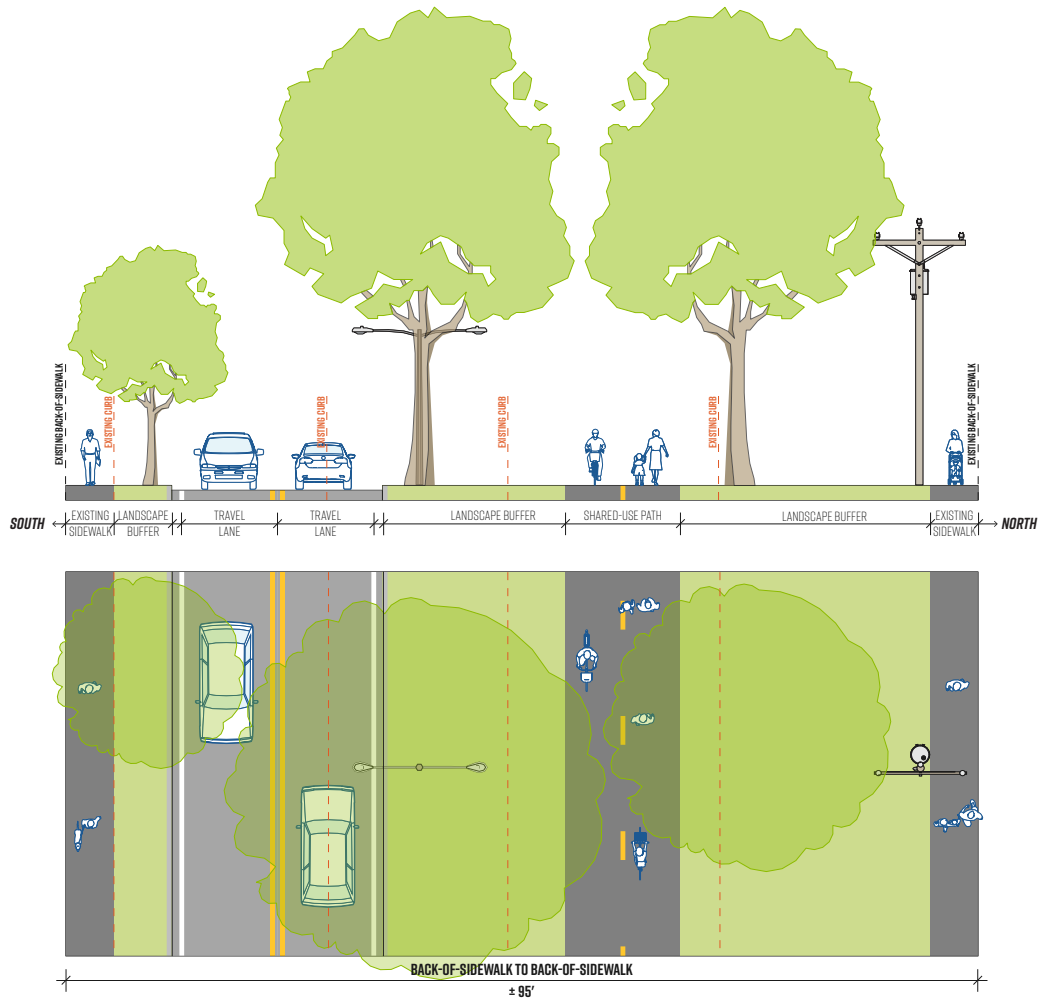 EXISTING BACK-OF-SIDEWALK
EXISTING CURB
EXISTING CURB
EXISTING CURB
EXISTING CURB
EXISTING BACK-OF-SIDEWALK
SOUTH
EXISTING
SIDEWALK
LANDSCAPE
BUFFER
TRAVEL
LANE
TRAVEL
LANE
LANDSCAPE BUFFER
SHARED-USE PATH
LANDSCAPE BUFFER
EXISTING
SIDEWALK
NORTH
BACK-OF-SIDEWALK TO BACK-OF-SIDEWALK
± 95'